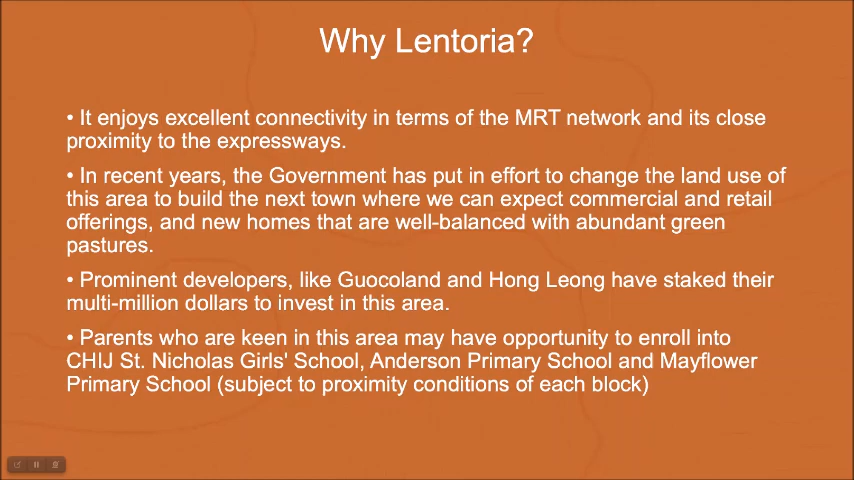 Why Lentoria?
• It enjoys excellent connectivity in terms of the MRT network and its close
proximity to the expressways.
• In recent years, the Government has put in effort to change the land use of
this area to build the next town where we can expect commercial and retail
offerings, and new homes that are well-balanced with abundant green
pastures.
• Prominent developers, like Guocoland and Hong Leong have staked their
multi-million dollars to invest in this area.
• Parents who are keen in this area may have opportunity to enroll into
CHIJ St. Nicholas Girls' School, Anderson Primary School and Mayflower
Primary School (subject to proximity conditions of each block)